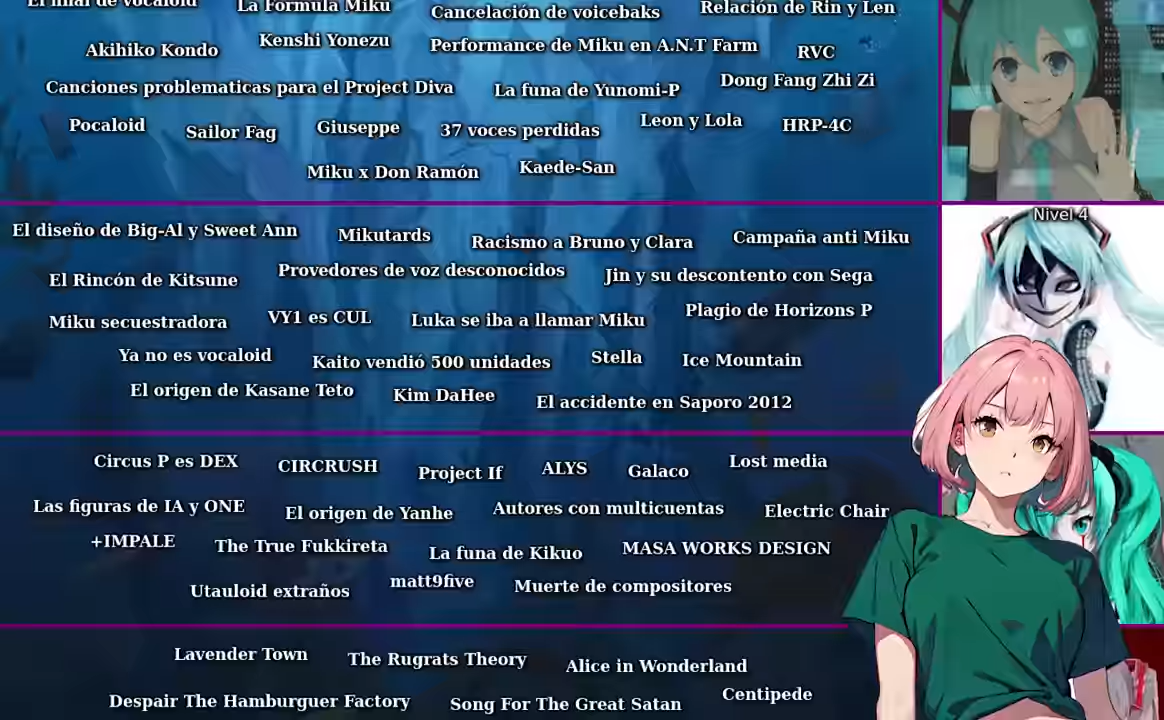 El final de vocaloid
La Formula Miku
Cancelación de voicebaks
Relación de Rin y Len
Akihiko Kondo
Kenshi Yonezu
Performance de Miku en A.N.T Farm
RVC
Canciones problematicas para el Project Diva
La funa de Yunomi-P
Dong Fang Zhi Zi
Pocaloid
Sailor Fag
Giuseppe
37 voces perdidas
Leon y Lola
HRP-4C
Miku x Don Ramón
Kaede-San
Nivel 4
El diseño de Big-Al y Sweet Ann
Mikutards
Racismo a Bruno y Clara
Campaña anti Miku
El Rincón de Kitsune
Provedores de voz desconocidos
Jin y su descontento con Sega
Miku secuestradora
VY1 es CUL
Luka se iba a llamar Miku
Plagio de Horizons P
Ya no es vocaloid
Kaito vendió 500 unidades
Stella
Ice Mountain
El origen de Kasane Teto
Kim DaHee
El accidente en Saporo 2012
Circus P es DEX
CIRCRUSH
Project If
ALYS
Galaco
Lost media
Las figuras de IA y ONE
El origen de Yanhe
Autores con multicuentas
Electric Chair
+IMPALE
The True Fukkireta
La funa de Kikuo
MASA WORKS DESIGN
Utauloid extraños
matt9five
Muerte de compositores
Lavender Town
The Rugrats Theory
Alice in Wonderland
Despair The Hamburguer Factory
Song For The Great Satan
Centipede